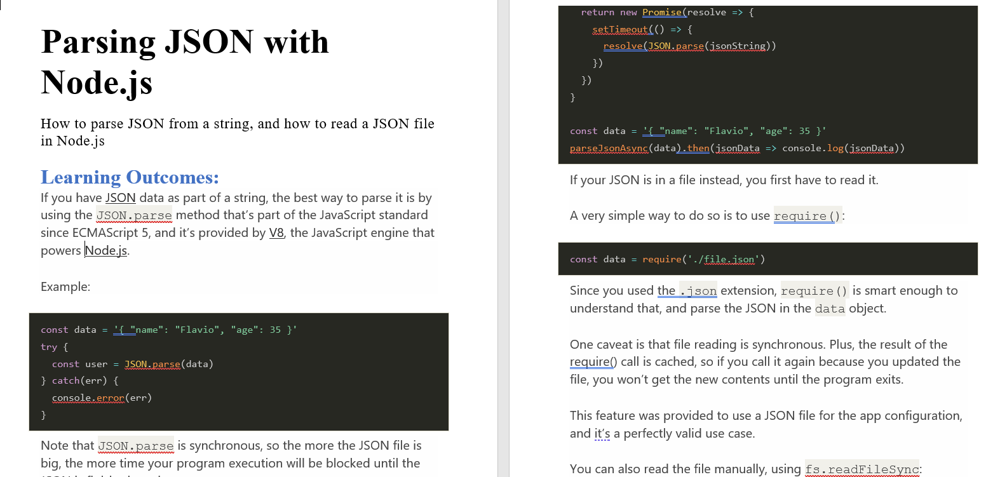 Parsing JSON with
Node.js
How to parse JSON from a string, and how to read a JSON file
in Node.js
Learning Outcomes:
If you have JSON data as part of a string, the best way to parse it is by
using the JSON.parse method that’s part of the JavaScript standard
since ECMAScript 5, and it’s provided by V8, the JavaScript engine that
powers Node.js.
Example:
const data = '{ "name": "Flavio", "age": 35 }'
try {
  const user = JSON.parse(data)
} catch(err) {
  console.error(err)
}
Note that JSON.parse is synchronous, so the more the JSON file is
big, the more time your program execution will be blocked until the
return new Promise(resolve => {
    setTimeout(() => {
      resolve(JSON.parse(jsonString))
    })
  })
}
const data = '{ "name": "Flavio", "age": 35 }'
parseJsonAsync(data).then(jsonData => console.log(jsonData))
If your JSON is in a file instead, you first have to read it.
A very simple way to do so is to use require():
const data = require('./file.json')
Since you used the .json extension, require() is smart enough to
understand that, and parse the JSON in the data object.
One caveat is that file reading is synchronous. Plus, the result of the
require() call is cached, so if you call it again because you updated the
file, you won’t get the new contents until the program exits.
This feature was provided to use a JSON file for the app configuration,
and it’s a perfectly valid use case.
You can also read the file manually, using fs.readFileSync: